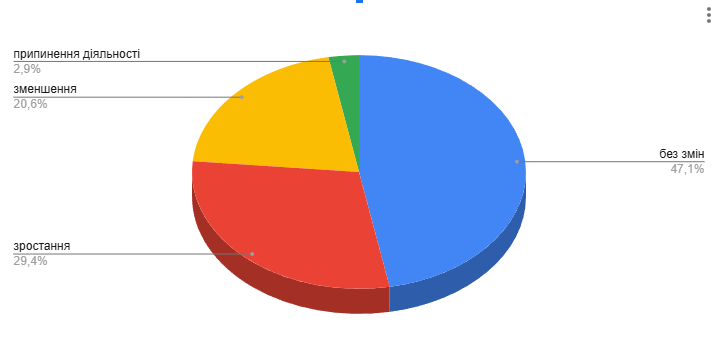 припинення діяльності
2,9%
зменшення
20,6%
без змін
47,1%
зростання
29,4%